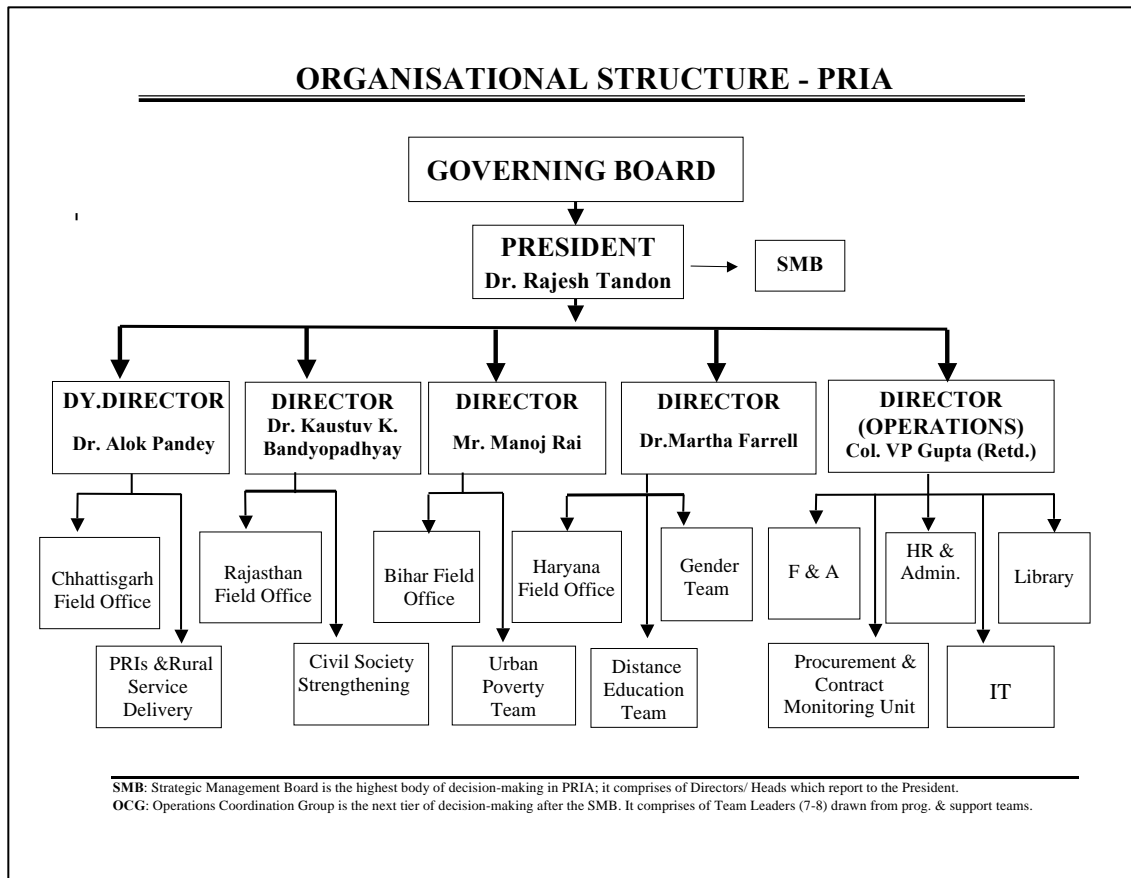 ORGANISATIONAL STRUCTURE - PRIA
GOVERNING BOARD
PRESIDENT
Dr. Rajesh Tandon
SMB
DY.DIRECTOR
Dr. Alok Pandey
DIRECTOR
Dr. Kaustuv K.
Bandyopadhyay
DIRECTOR
Mr. Manoj Rai
DIRECTOR
Dr.Martha Farrell
DIRECTOR
(OPERATIONS)
Col. VP Gupta (Retd.)
Chhattisgarh
Field Office
Rajasthan
Field Office
Bihar Field
Office
Haryana
Field Office
Gender
Team
F & A
HR &
Admin.
Library
PRIs &Rural
Service
Delivery
Civil Society
Strengthening
Urban
Poverty
Team
Distance
Education
Team
Procurement &
Contract
Monitoring Unit
IT
SMB: Strategic Management Board is the highest body of decision-making in PRIA; it comprises of Directors/ Heads which report to the President.
OCG: Operations Coordination Group is the next tier of decision-making after the SMB. It comprises of Team Leaders (7-8) drawn from prog. & support teams.